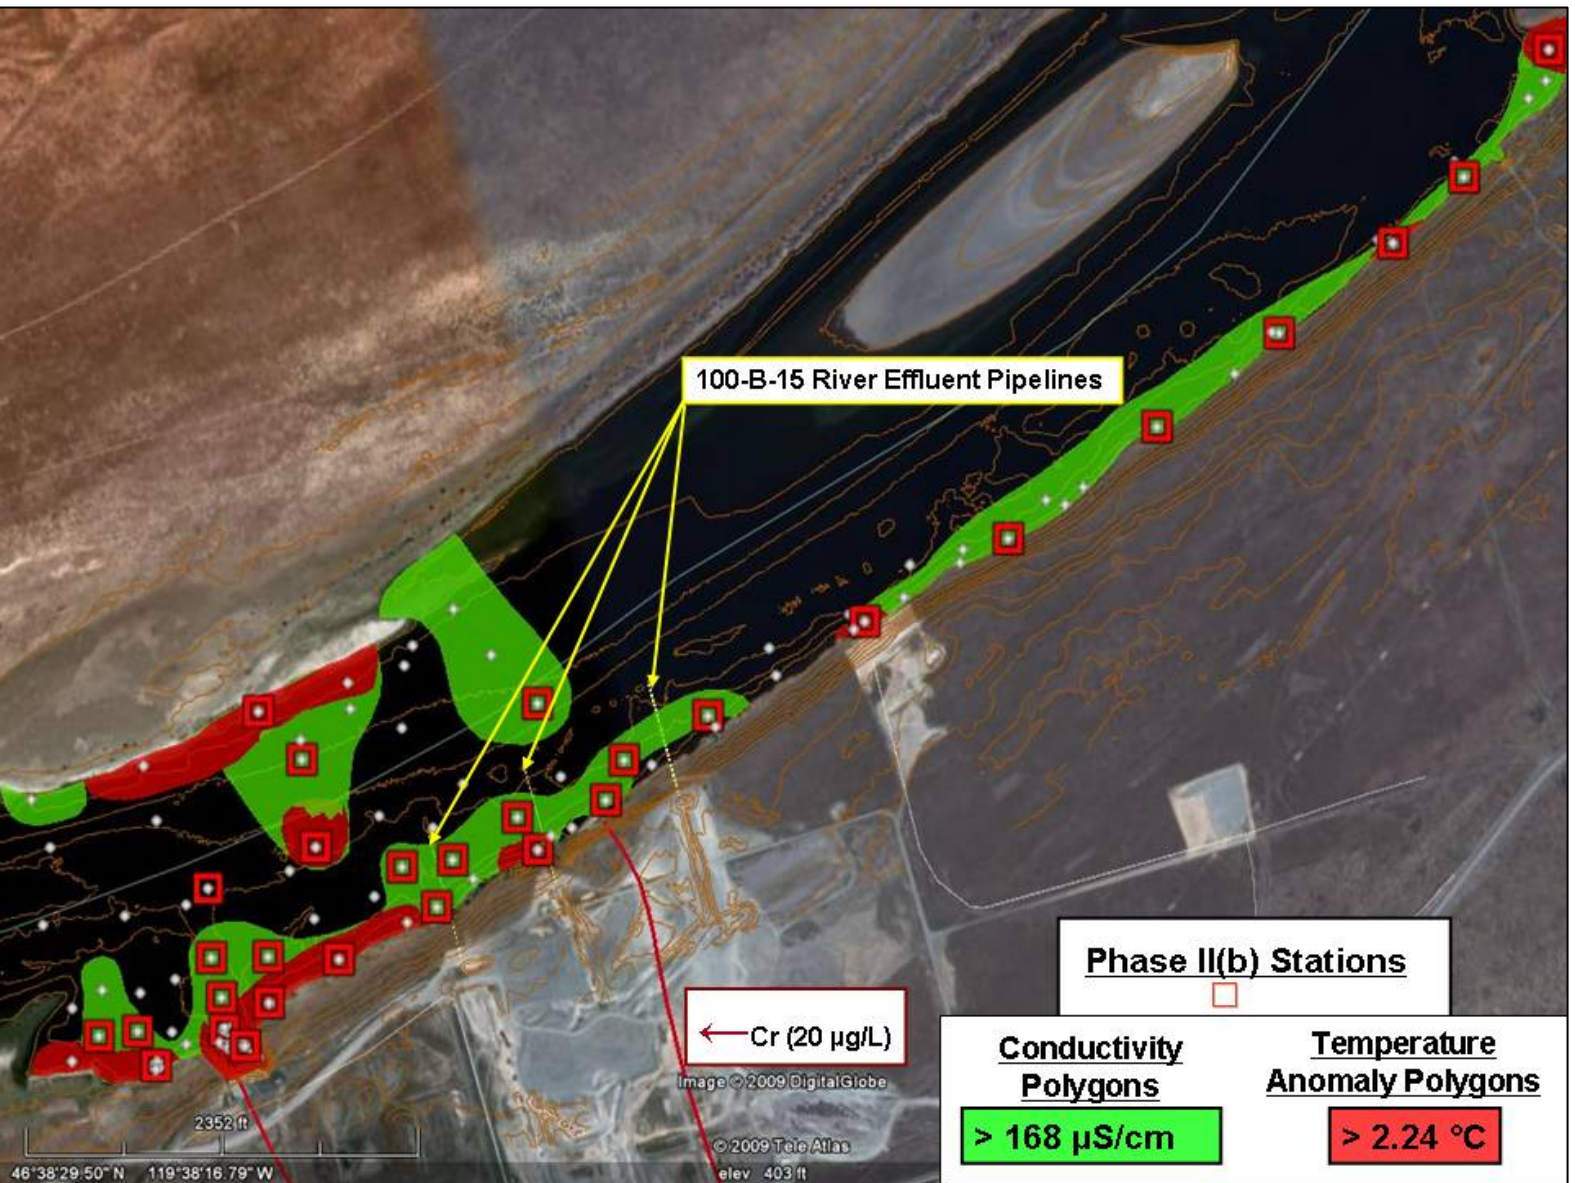 100-B-15 River Effluent Pipelines
Phase II(b) Stations
Cr (20 µg/L)
Conductivity
Polygons
> 168 µS/cm
Temperature
Anomaly Polygons
> 2.24 °C
Image © 2009 DigitalGlobe
© 2009 Tele Atlas
2352 ft
46°38'29.50" N 119°38'16.79" W elev 403 ft